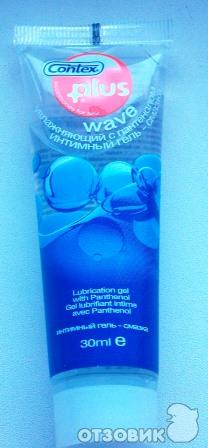 Contex
plus
wave
увлажняющий с пантенолом
интимный гель - смазка
Lubrication gel
with Panthenol
Gel lubrifiant intime
avec Panthenol
интимный гель - смазка
30ml e
ОТЗОВИК